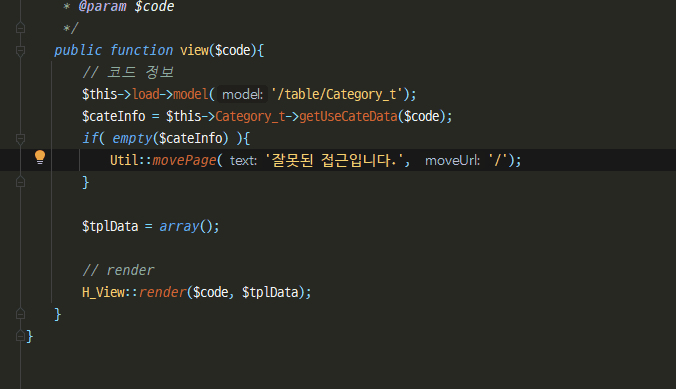 * @param $code
*/
public function view($code){
// 코드 정보
$this->load->model( model: '/table/Category_t');
$cateInfo = $this->Category_t->getUseCateData($code);
if( empty($cateInfo) ){
Util::movePage( text: '잘못된 접근입니다.', moveUrl: '/');
}
$tplData = array();
// render
H_View::render($code, $tplData);
}
}